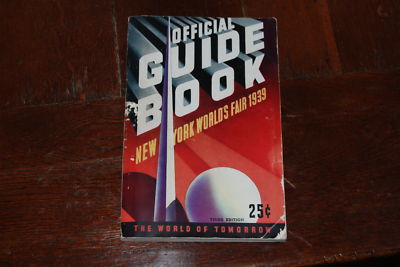 OFFICIAL
GUIDE
BOOK
NEW YORK WORLD'S FAIR 1939
25¢
THIRD EDITION
THE WORLD OF TOMORROW